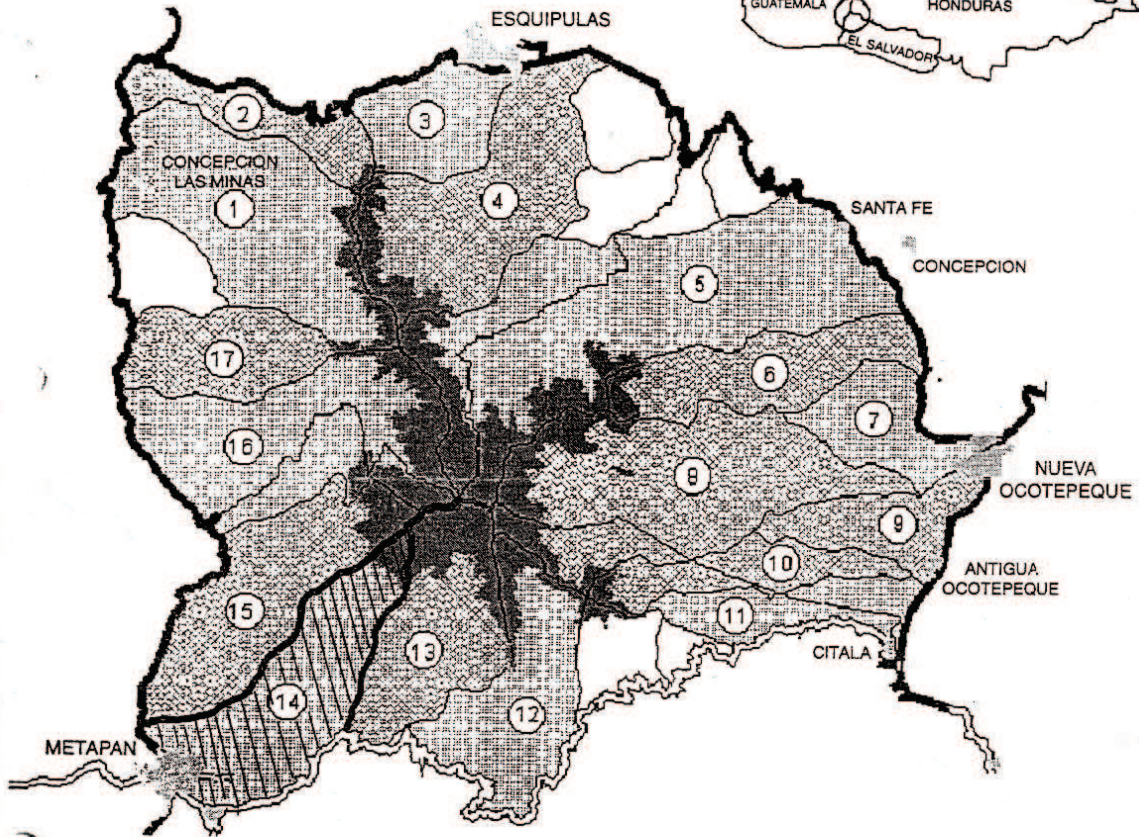 ESQUIPULAS
GUATEMALA
HONDURAS
EL SALVADOR
2
3
CONCEPCION
LAS MINAS
1
4
SANTA FE
CONCEPCION
5
17
6
7
16
8
NUEVA
OCOTEPEQUE
9
10
ANTIGUA
OCOTEPEQUE
15
11
13
CITALA
14
12
METAPAN